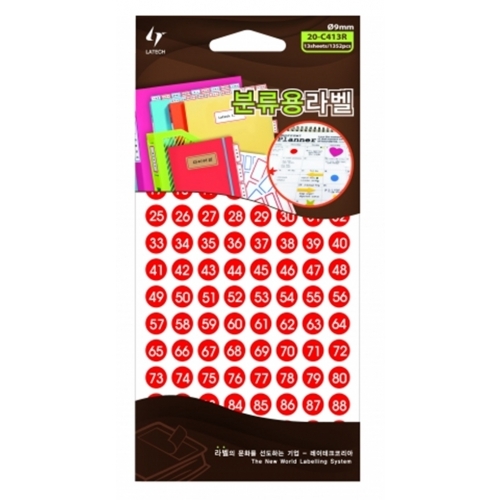 LATECH
Ø9mm
20-C413R
13sheets/1352pcs
분류용라벨
Planner
25 26 27 28 29 30 31 32
33 34 35 36 37 38 39 40
41 42 43 44 45 46 47 48
49 50 51 52 53 54 55 56
57 58 59 60 61 62 63 64
65 66 67 68 69 70 71 72
73 74 75 76 77 78 79 80
84 85 86 87 88
라벨의 문화를 선도하는 기업 - 레이테크코리아
The New World Labelling System